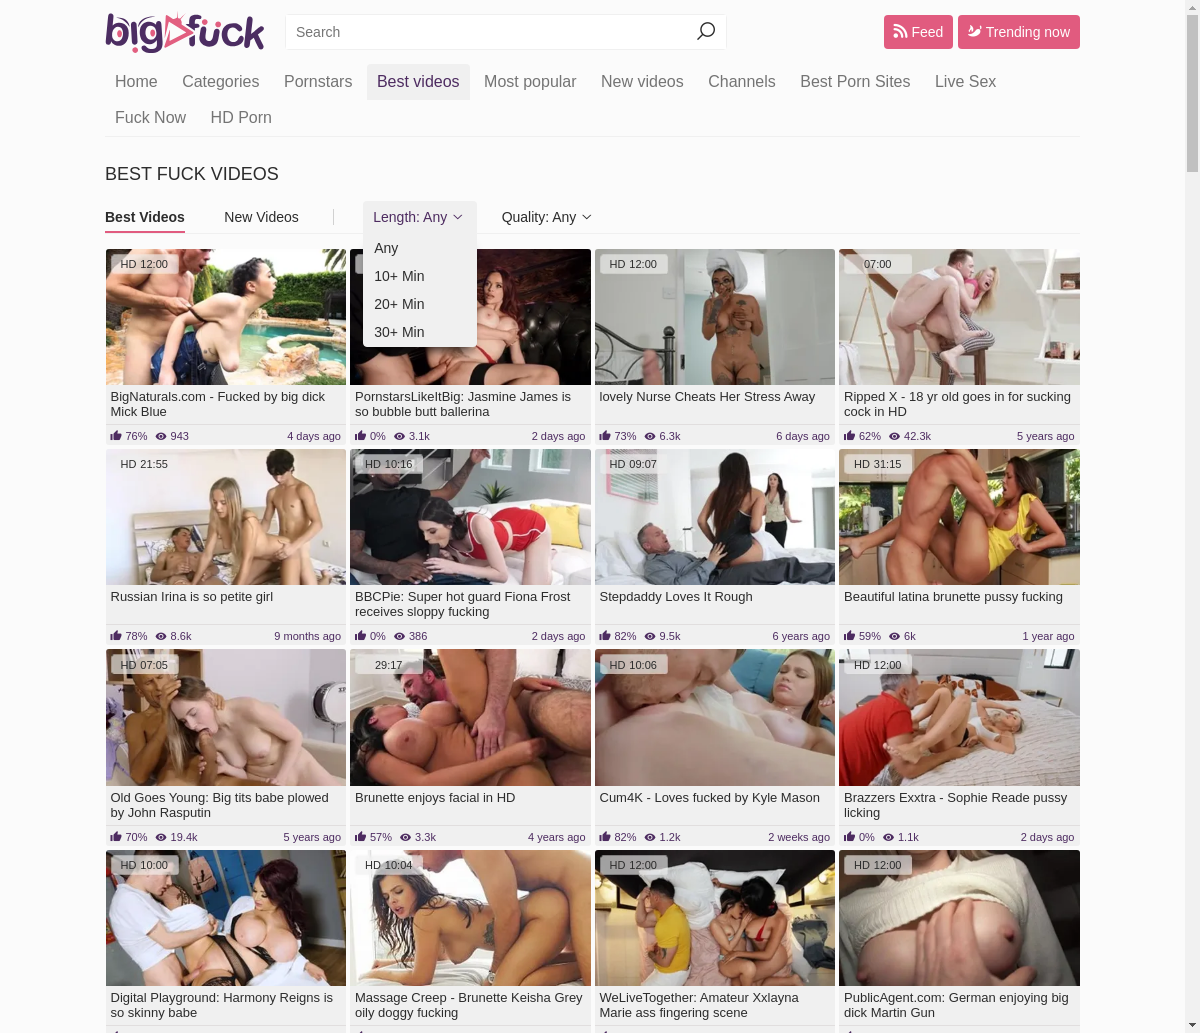 bigfuck
Search
Feed
Trending now
Home Categories Pornstars Best videos Most popular New videos Channels Best Porn Sites Live Sex
Fuck Now HD Porn
BEST FUCK VIDEOS
Best Videos New Videos Length: Any Quality: Any
Any
10+ Min
20+ Min
30+ Min
HD 12:00
BigNaturals.com - Fucked by big dick
Mick Blue
76% 943 4 days ago
PornstarsLikeItBig: Jasmine James is
so bubble butt ballerina
0% 3.1k 2 days ago
HD 12:00
lovely Nurse Cheats Her Stress Away
73% 6.3k 6 days ago
07:00
Ripped X - 18 yr old goes in for sucking
cock in HD
62% 42.3k 5 years ago
HD 21:55
Russian Irina is so petite girl
78% 8.6k 9 months ago
HD 10:16
BBCPie: Super hot guard Fiona Frost
receives sloppy fucking
0% 386 2 days ago
HD 09:07
Stepdaddy Loves It Rough
82% 9.5k 6 years ago
HD 31:15
Beautiful latina brunette pussy fucking
59% 6k 1 year ago
HD 07:05
Old Goes Young: Big tits babe plowed
by John Rasputin
70% 19.4k 5 years ago
29:17
Brunette enjoys facial in HD
57% 3.3k 4 years ago
HD 10:06
Cum4K - Loves fucked by Kyle Mason
82% 1.2k 2 weeks ago
HD 12:00
Brazzers Exxtra - Sophie Reade pussy
licking
0% 1.1k 2 days ago
HD 10:00
Digital Playground: Harmony Reigns is
so skinny babe
HD 10:04
Massage Creep - Brunette Keisha Grey
oily doggy fucking
HD 12:00
WeLiveTogether: Amateur Xxlayna
Marie ass fingering scene
HD 12:00
PublicAgent.com: German enjoying big
dick Martin Gun